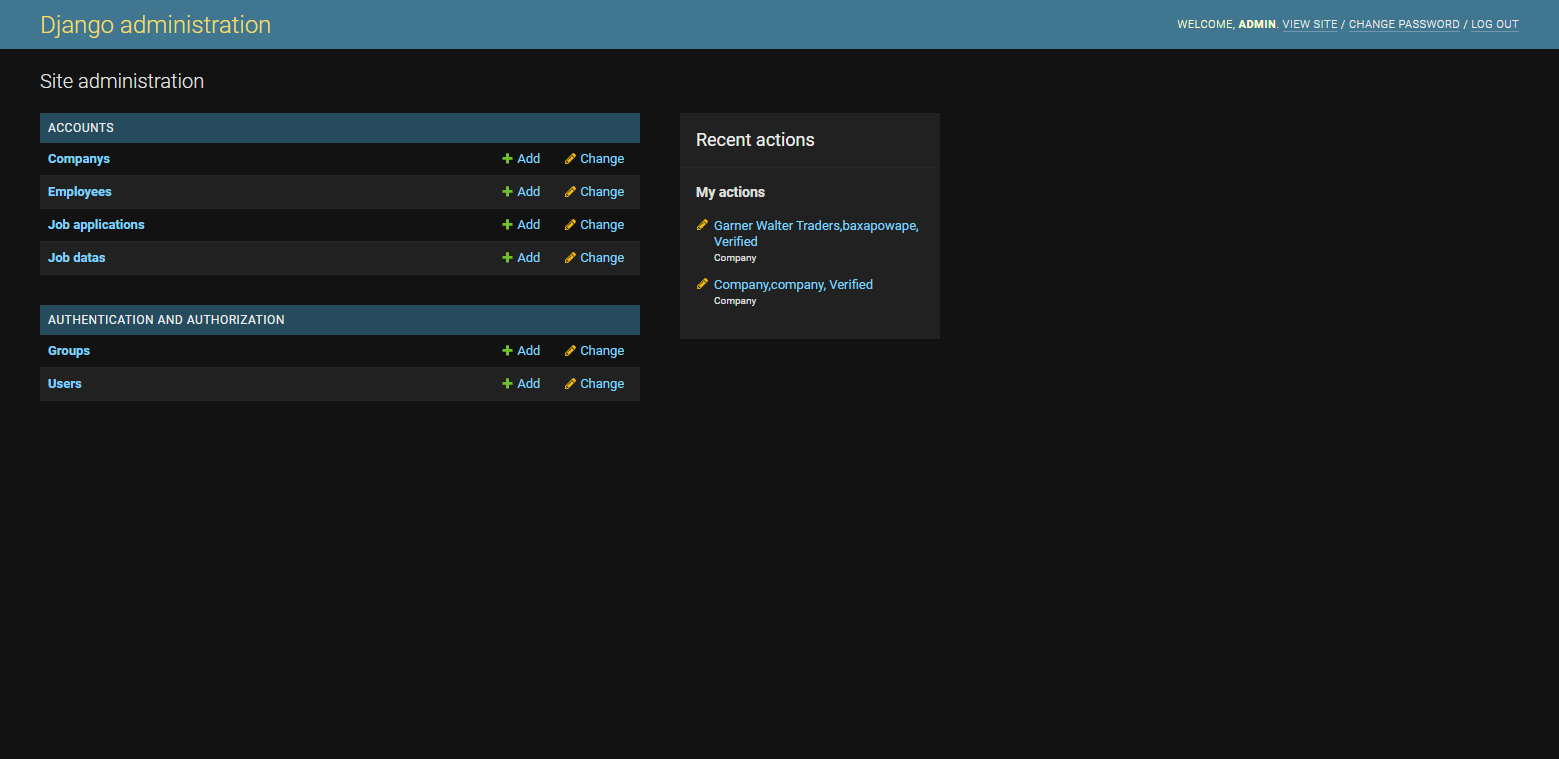 Django administration
WELCOME, ADMIN. VIEW SITE / CHANGE PASSWORD / LOG OUT
Site administration
ACCOUNTS
Companys Add Change
Employees Add Change
Job applications Add Change
Job datas Add Change
AUTHENTICATION AND AUTHORIZATION
Groups Add Change
Users Add Change
Recent actions
My actions
Garner Walter Traders,baxapowape,
Verified
Company
Company,company, Verified
Company